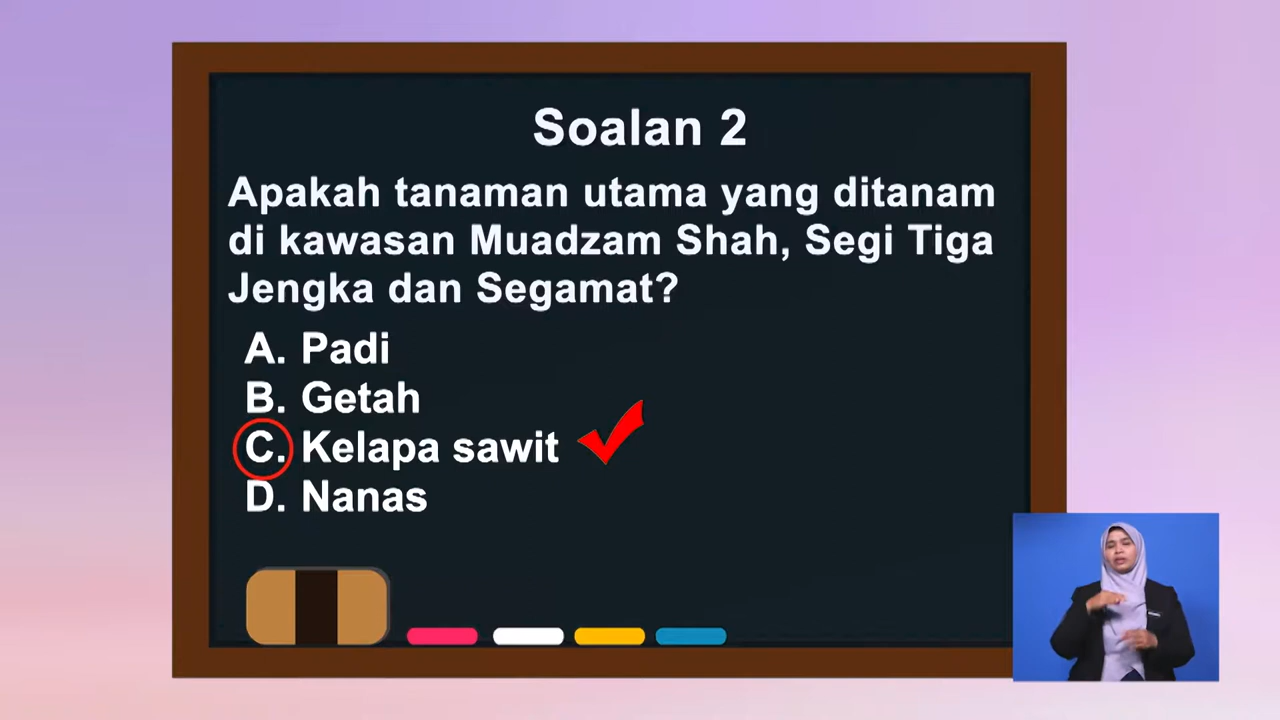 Soalan 2
Apakah tanaman utama yang ditanam
di kawasan Muadzam Shah, Segi Tiga
Jengka dan Segamat?
A. Padi
B. Getah
C. Kelapa sawit
D. Nanas